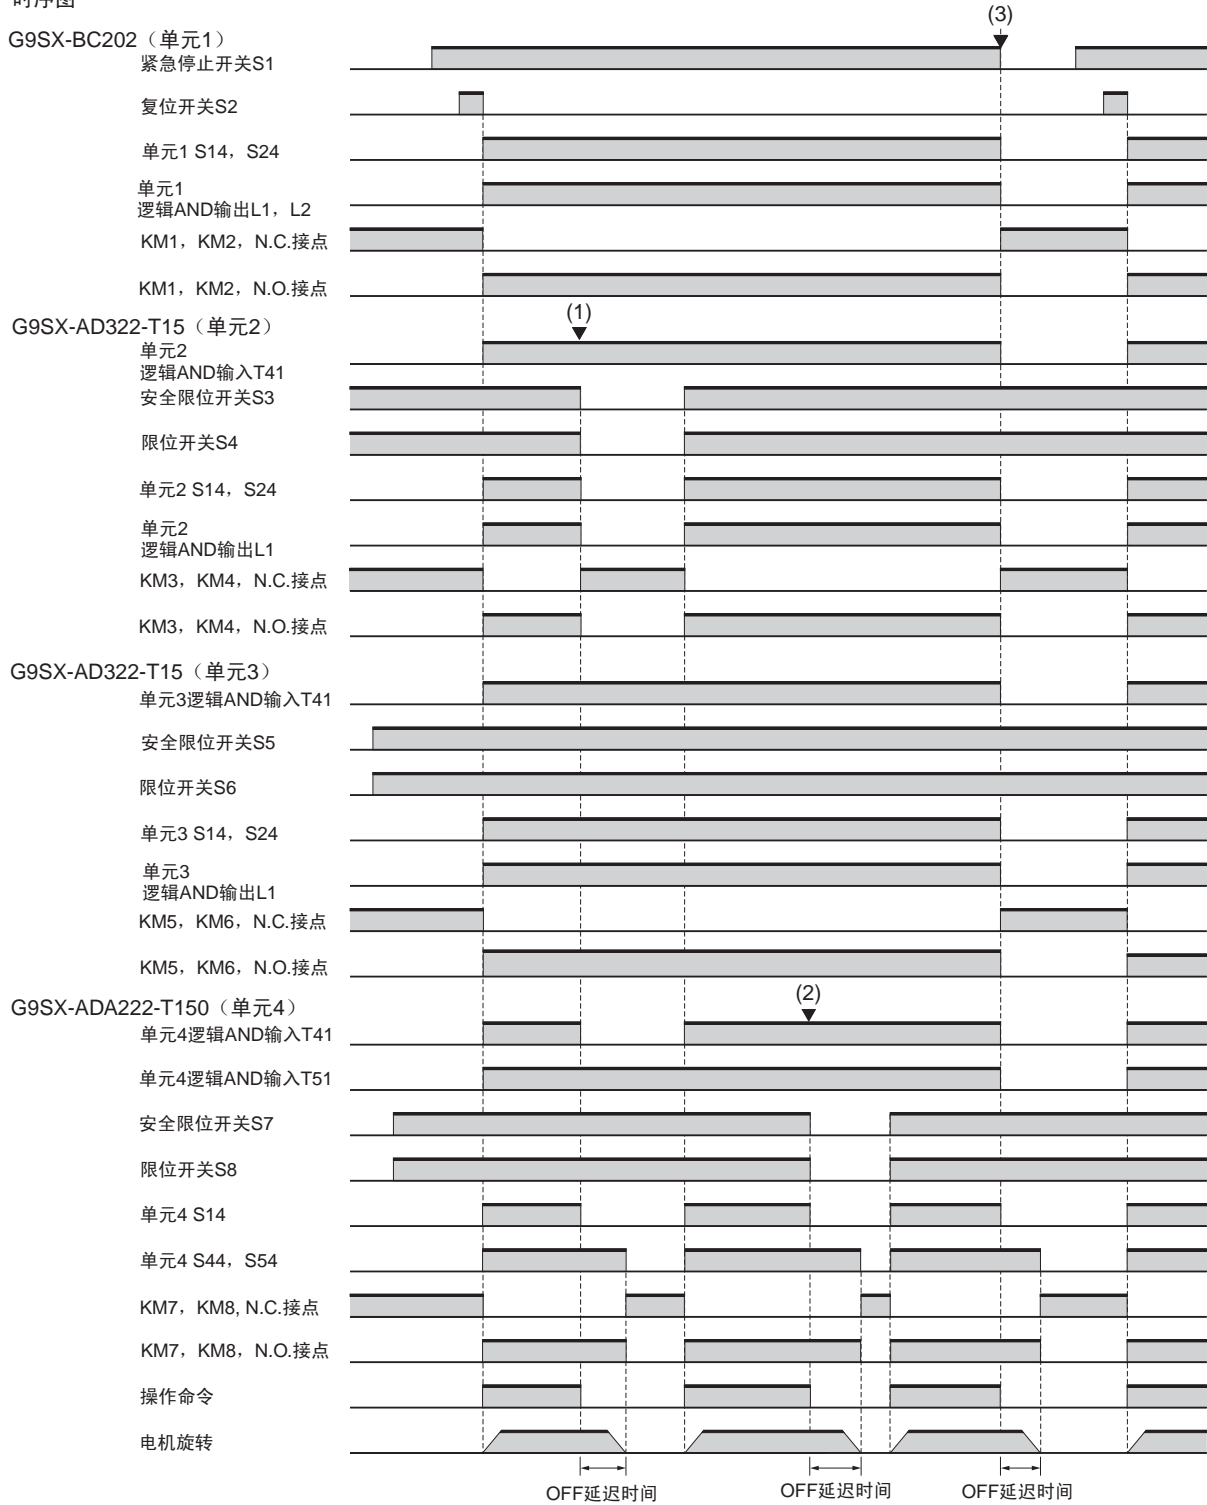 时序图
(3)
G9SX-BC202（单元1）
紧急停止开关S1
复位开关S2
单元1 S14，S24
单元1
逻辑AND输出L1，L2
KM1，KM2，N.C.接点
KM1，KM2，N.O.接点
(1)
G9SX-AD322-T15（单元2）
单元2
逻辑AND输入T41
安全限位开关S3
限位开关S4
单元2 S14，S24
单元2
逻辑AND输出L1
KM3，KM4，N.C.接点
KM3，KM4，N.O.接点
G9SX-AD322-T15（单元3）
单元3逻辑AND输入T41
安全限位开关S5
限位开关S6
单元3 S14，S24
单元3
逻辑AND输出L1
KM5，KM6，N.C.接点
KM5，KM6，N.O.接点
(2)
G9SX-ADA222-T150（单元4）
单元4逻辑AND输入T41
单元4逻辑AND输入T51
安全限位开关S7
限位开关S8
单元4 S14
单元4 S44，S54
KM7，KM8, N.C.接点
KM7，KM8，N.O.接点
操作命令
电机旋转
OFF延迟时间 OFF延迟时间 OFF延迟时间